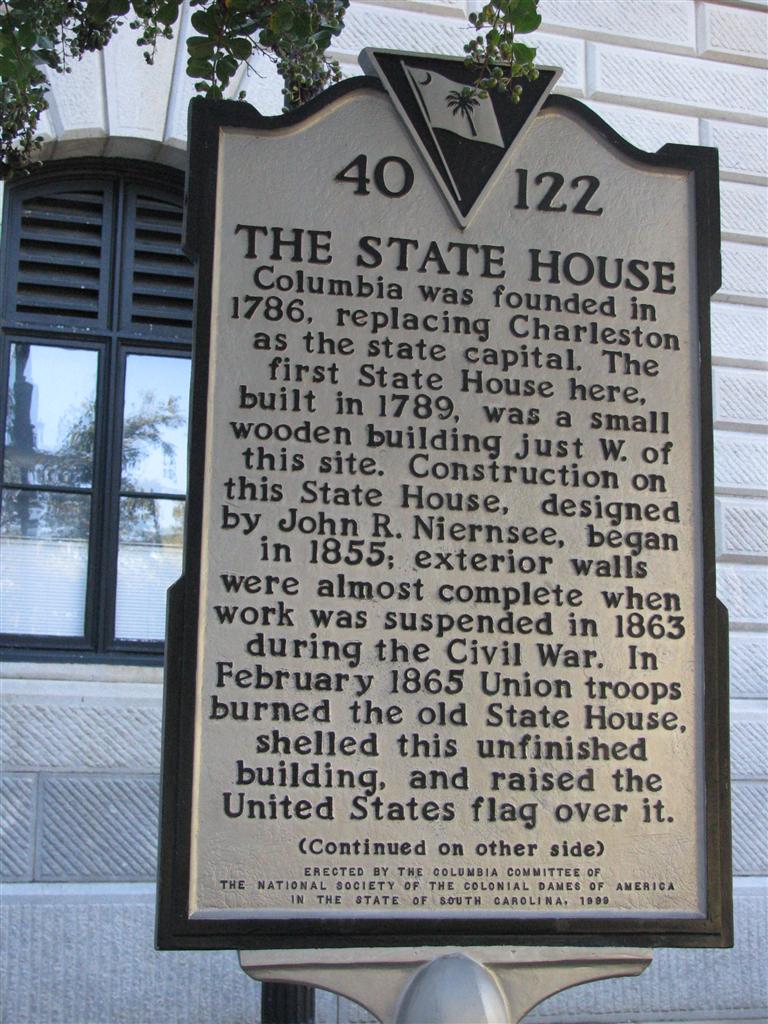 40 122
THE STATE HOUSE
Columbia was founded in
1786, replacing Charleston
as the state capital. The
first State House here,
built in 1789, was a small
wooden building just W. of
this site. Construction on
this State House, designed
by John R. Niernsee, began
in 1855; exterior walls
were almost complete when
work was suspended in 1863
during the Civil War. In
February 1865 Union troops
burned the old State House,
shelled this unfinished
building, and raised the
United States flag over it.
(Continued on other side)
ERECTED BY THE COLUMBIA COMMITTEE OF
THE NATIONAL SOCIETY OF THE COLONIAL DAMES OF AMERICA
IN THE STATE OF SOUTH CAROLINA, 1999